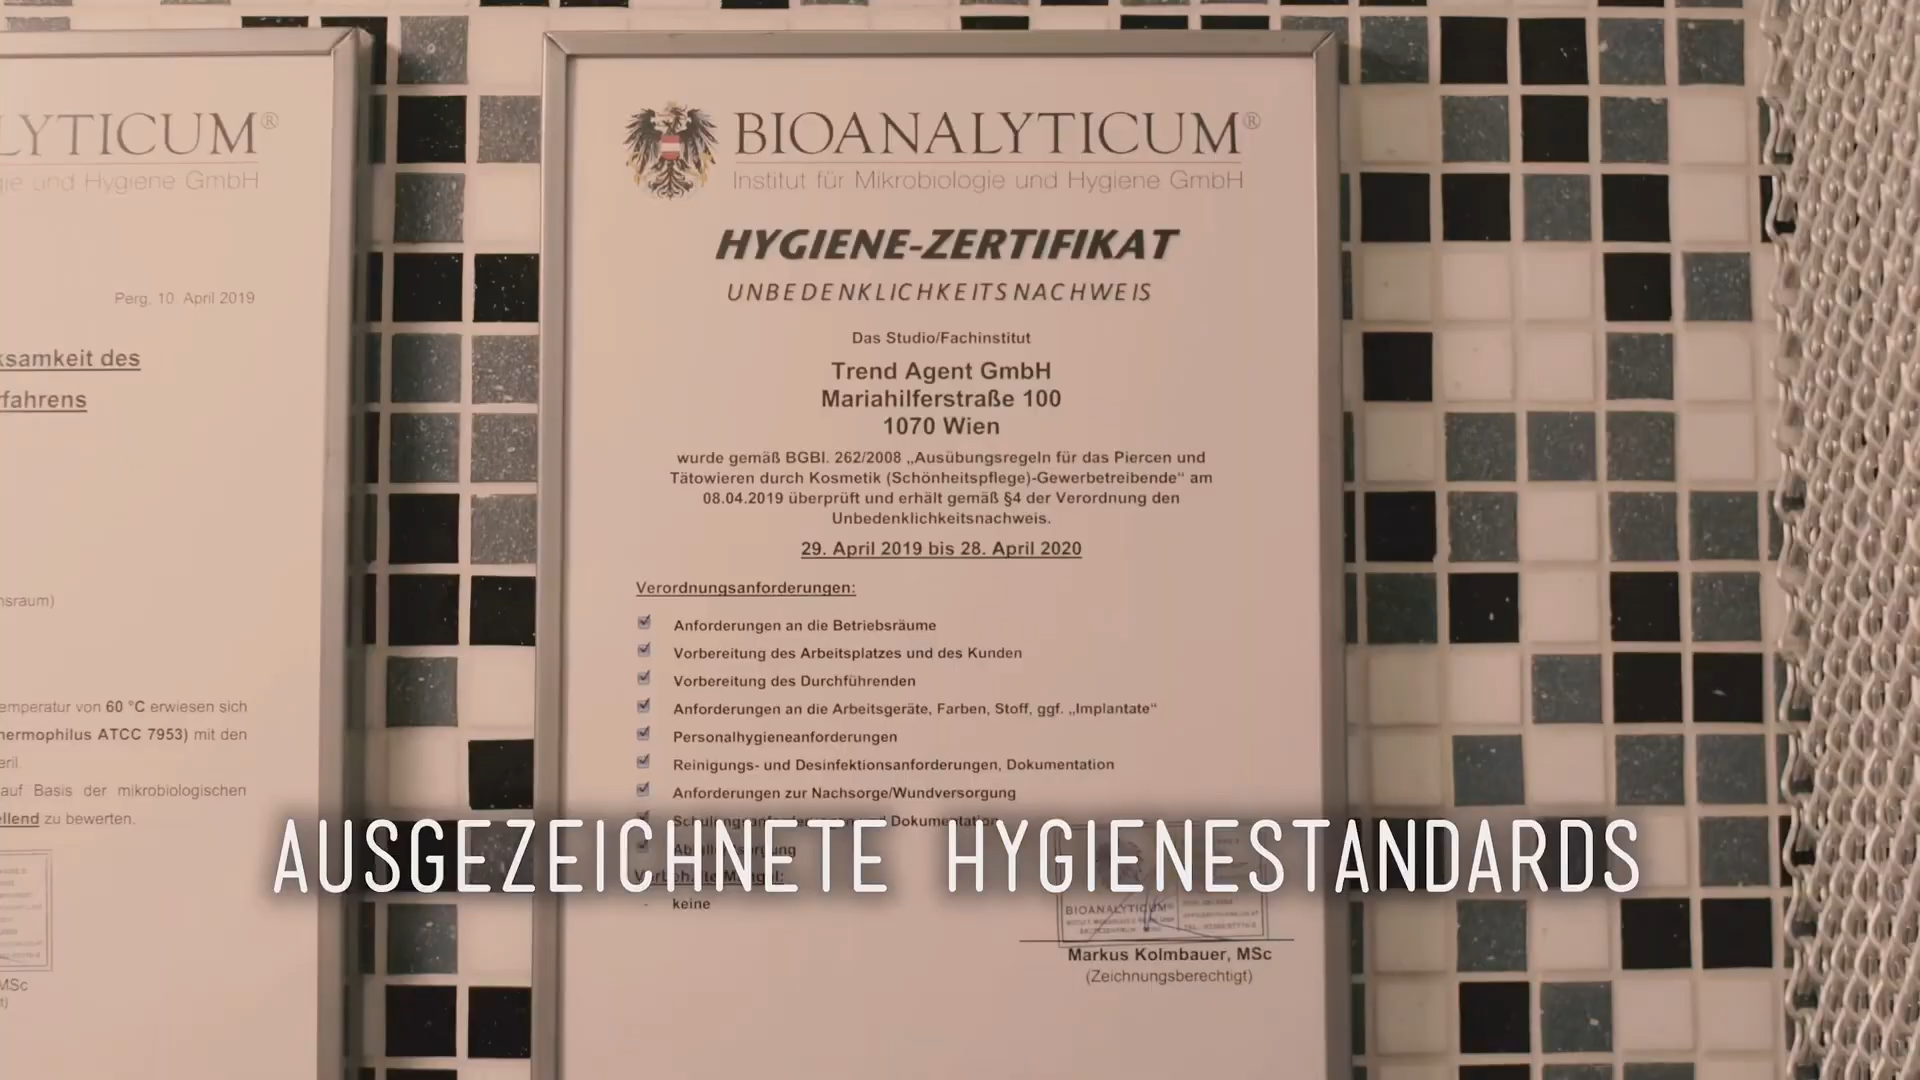 LYTICUM®
gie und Hygiene GmbH
Perg, 10. April 2019
ksamkeit des
fahrens
nsraum)
emperatur von 60 °C erwiesen sich
hermophilus ATCC 7953) mit den
eril.
auf Basis der mikrobiologischen
ellend zu bewerten.
MSc
BIOANALYTICUM®
Institut für Mikrobiologie und Hygiene GmbH
HYGIENE-ZERTIFIKAT
UNBEDENKLICHKEITSNACHWEIS
Das Studio/Fachinstitut
Trend Agent GmbH
Mariahilferstraße 100
1070 Wien
wurde gemäß BGBl. 262/2008 „Ausübungsregeln für das Piercen und
Tätowieren durch Kosmetik (Schönheitspflege)-Gewerbetreibende“ am
08.04.2019 überprüft und erhält gemäß §4 der Verordnung den
Unbedenklichkeitsnachweis.
29. April 2019 bis 28. April 2020
Verordnungsanforderungen:
Anforderungen an die Betriebsräume
Vorbereitung des Arbeitsplatzes und des Kunden
Vorbereitung des Durchführenden
Anforderungen an die Arbeitsgeräte, Farben, Stoff, ggf. „Implantate“
Personalhygieneanforderungen
Reinigungs- und Desinfektionsanforderungen, Dokumentation
Anforderungen zur Nachsorge/Wundversorgung
Dokumentation
AUSGEZEICHNETE HYGIENESTANDARDS
- keine
BIOANALYTICUM®
Markus Kolmbauer, MSc
(Zeichnungsberechtigt)